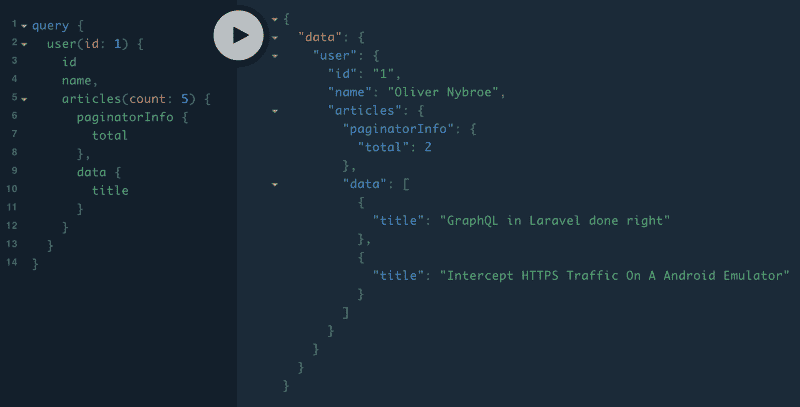 1 query {
2 user(id: 1) {
3 id
4 name,
5 articles(count: 5) {
6 paginatorInfo {
7 total
8 },
9 data {
10 title
11 }
12 }
13 }
14 }
{
"data": {
"user": {
"id": "1",
"name": "Oliver Nybroe",
"articles": {
"paginatorInfo": {
"total": 2
},
"data": [
{
"title": "GraphQL in Laravel done right"
},
{
"title": "Intercept HTTPS Traffic On A Android Emulator"
}
]
}
}
}
}